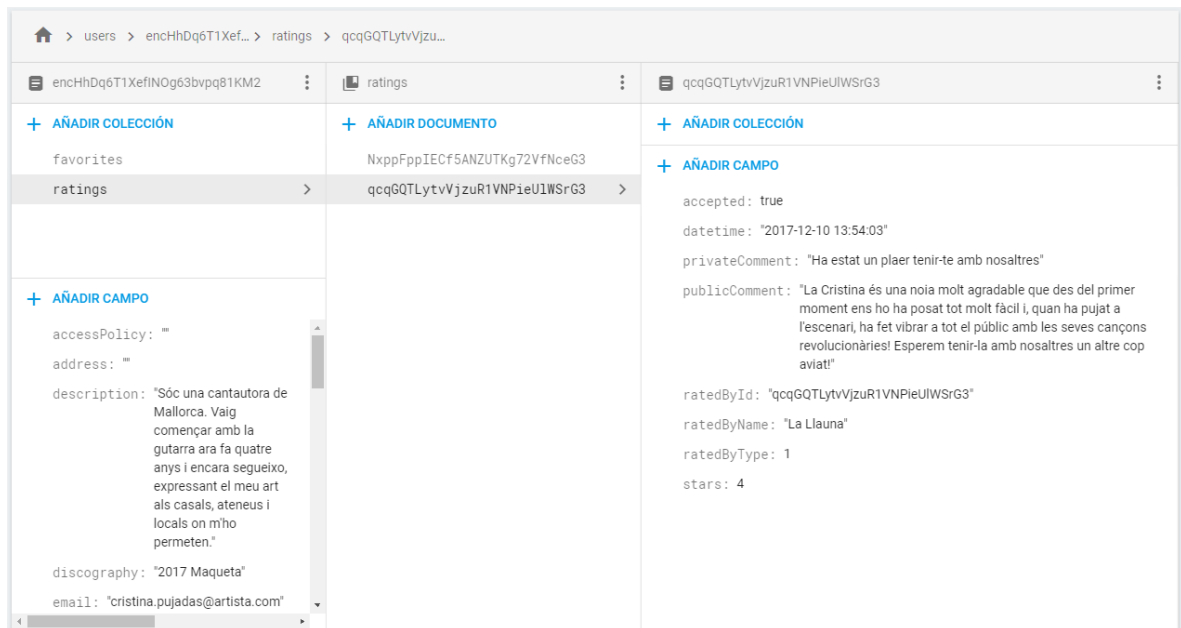 users > encHhDq6T1Xef... > ratings > qcqGQTLytvVjzu...
encHhDq6T1XefINOg63bvpq81KM2
AÑADIR COLECCIÓN
favorites
ratings
AÑADIR CAMPO
accessPolicy: ""
address: ""
description: "Sóc una cantautora de
Mallorca. Vaig
començar amb la
gutarra ara fa quatre
anys i encara segueixo,
expressant el meu art
als casals, ateneus i
locals on m'ho
permeten."
discography: "2017 Maqueta"
email: "cristina.pujadas@artista.com"
ratings
AÑADIR DOCUMENTO
NxppFppIECf5ANZUTKg72VfNceG3
qcqGQTLytvVjzuR1VNPieUlWSrG3
qcqGQTLytvVjzuR1VNPieUlWSrG3
AÑADIR COLECCIÓN
AÑADIR CAMPO
accepted: true
datetime: "2017-12-10 13:54:03"
privateComment: "Ha estat un plaer tenir-te amb nosaltres"
publicComment: "La Cristina és una noia molt agradable que des del primer
moment ens ho ha posat tot molt fàcil i, quan ha pujat a
l'escenari, ha fet vibrar a tot el públic amb les seves cançons
revolucionàries! Esperem tenir-la amb nosaltres un altre cop
aviat!"
ratedById: "qcqGQTLytvVjzuR1VNPieUlWSrG3"
ratedByName: "La Llauna"
ratedByType: 1
stars: 4